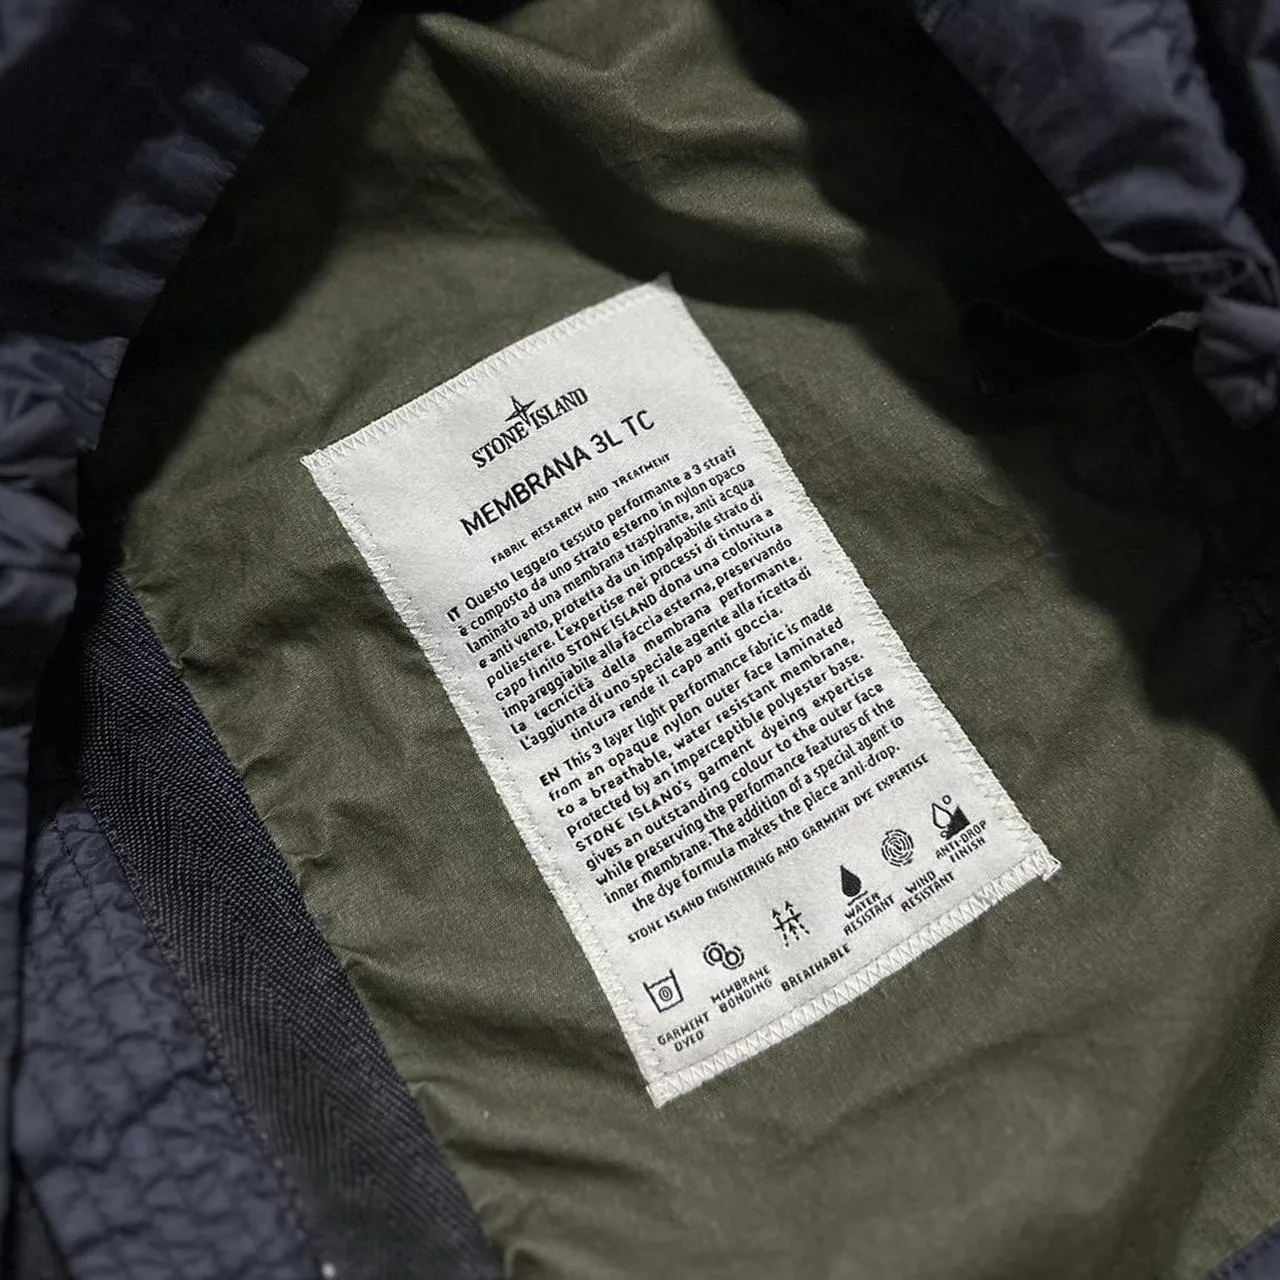 STONE ISLAND
MEMBRANA 3L TC
FABRIC RESEARCH AND TREATMENT
IT Questo leggero tessuto performante a 3 strati
è composto da uno strato esterno in nylon opaco
laminato ad una membrana traspirante, anti acqua
e anti vento, protetta da un impalpabile strato di
poliestere. L'expertise nei processi di tintura a
capo finito STONE ISLAND dona una coloritura
impareggiabile alla faccia esterna, preservando
la tecnicità della membrana performante.
L'aggiunta di uno speciale agente alla ricetta di
tintura rende il capo anti goccia.
EN This 3 layer light performance fabric is made
from an opaque nylon outer face laminated
to a breathable, water resistant membrane,
protected by an imperceptible polyester base.
STONE ISLAND's garment dyeing expertise
gives an outstanding colour to the outer face
while preserving the performance features of the
inner membrane. The addition of a special agent to
the dye formula makes the piece anti-drop.
STONE ISLAND ENGINEERING AND GARMENT DYE EXPERTISE
GARMENT
DYED
MEMBRANE
BONDING
BREATHABLE
WATER
RESISTANT
WIND
RESISTANT
ANTI-DROP
FINISH